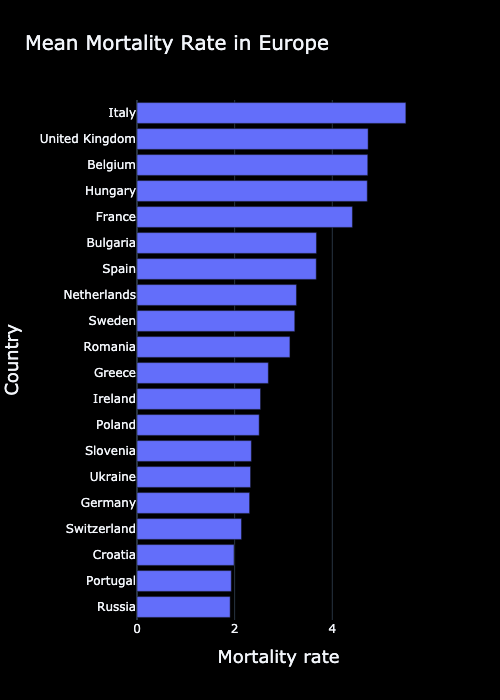 Mean Mortality Rate in Europe
Italy
United Kingdom
Belgium
Hungary
France
Bulgaria
Spain
Netherlands
Sweden
Romania
Greece
Ireland
Poland
Slovenia
Ukraine
Germany
Switzerland
Croatia
Portugal
Russia
Country
0 2 4
Mortality rate